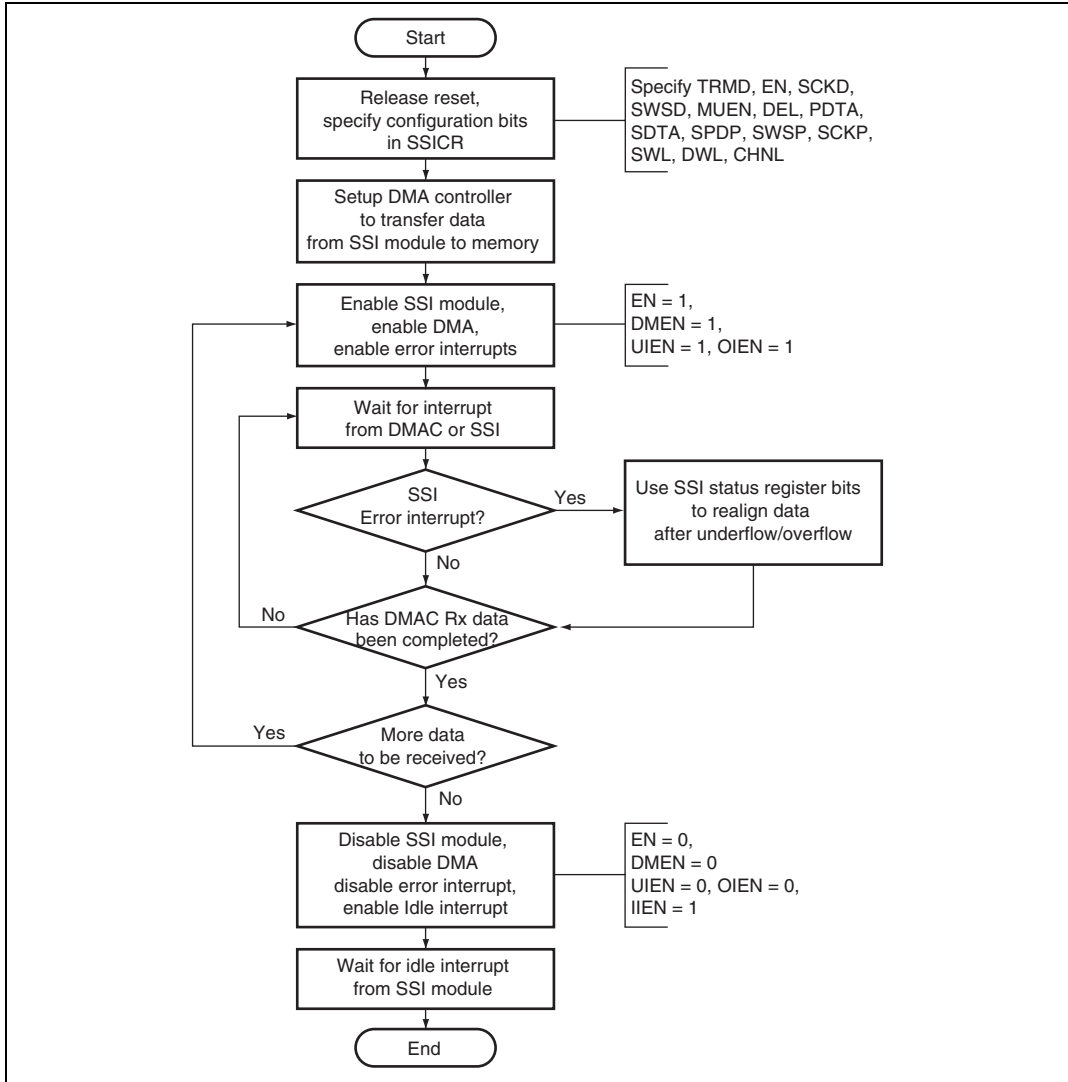 Start
Release reset,
specify configuration bits
in SSICR
Specify TRMD, EN, SCKD,
SWSD, MUEN, DEL, PDTA,
SDTA, SPDP, SWSP, SCKP,
SWL, DWL, CHNL
Setup DMA controller
to transfer data
from SSI module to memory
Enable SSI module,
enable DMA,
enable error interrupts
EN = 1,
DMEN = 1,
UIEN = 1, OIEN = 1
Wait for interrupt
from DMAC or SSI
SSI
Error interrupt?
Yes
Use SSI status register bits
to realign data
after underflow/overflow
No
Has DMAC Rx data
been completed?
No
Yes
More data
to be received?
Yes
No
Disable SSI module,
disable DMA
disable error interrupt,
enable Idle interrupt
EN = 0,
DMEN = 0
UIEN = 0, OIEN = 0,
IIEN = 1
Wait for idle interrupt
from SSI module
End